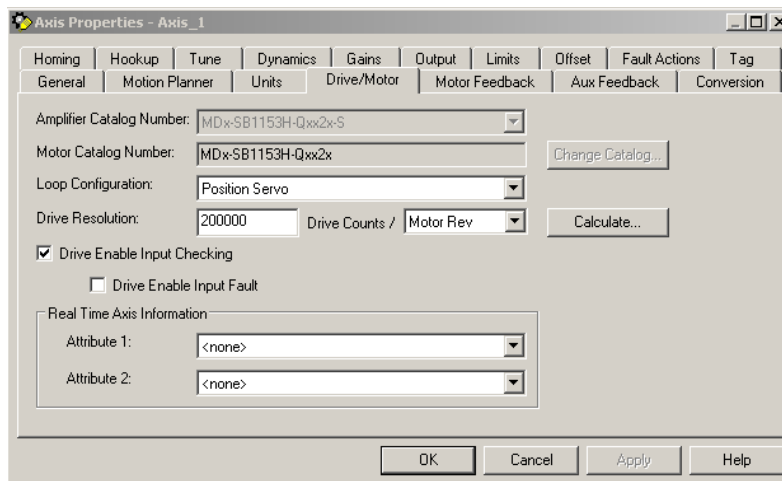 Axis Properties - Axis_1
Homing Hookup Tune Dynamics Gains Output Limits Offset Fault Actions Tag
General Motion Planner Units Drive/Motor Motor Feedback Aux Feedback Conversion
Amplifier Catalog Number: MDx-SB1153H-Qxx2x-S
Motor Catalog Number: MDx-SB1153H-Qxx2x Change Catalog...
Loop Configuration: Position Servo
Drive Resolution: 200000 Drive Counts / Motor Rev Calculate...
Drive Enable Input Checking
Drive Enable Input Fault
Real Time Axis Information
Attribute 1: <none>
Attribute 2: <none>
OK Cancel Apply Help